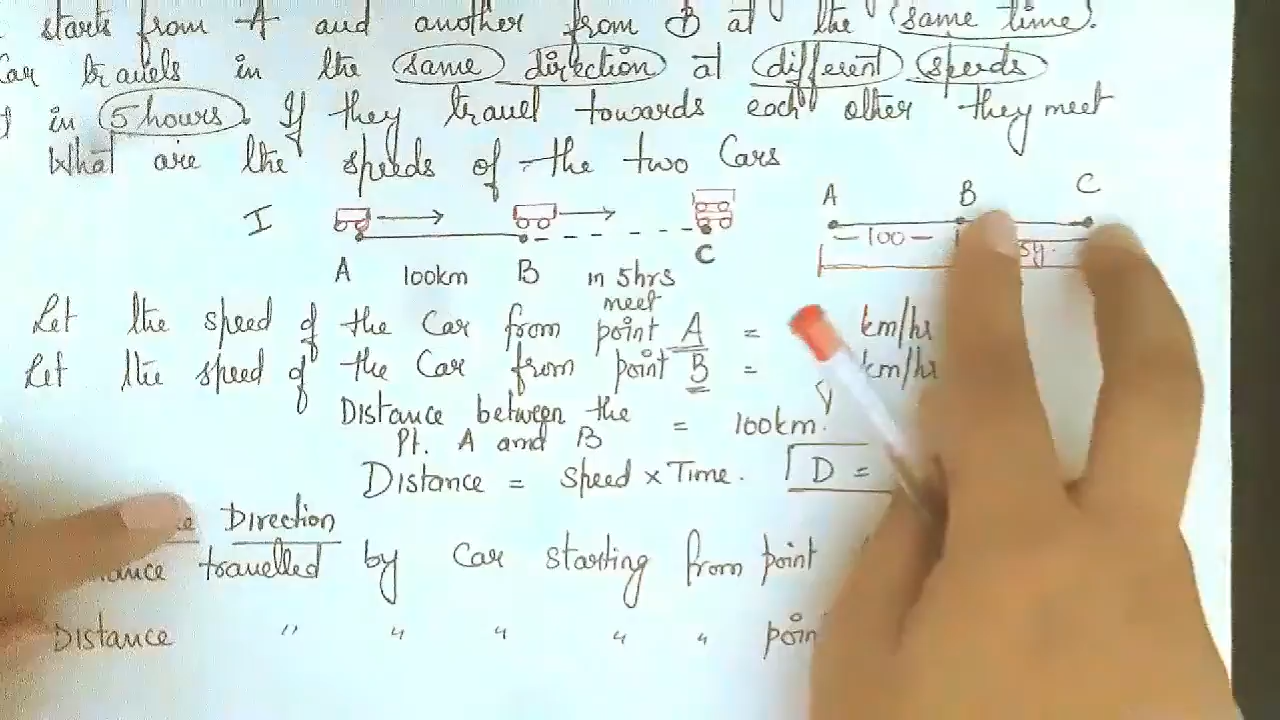 starts from A and another from B at the same time.
car travels in the same direction at different speeds
in 5 hours. If they travel towards each other they meet
What are the speeds of the two Cars
I
A 100km B in 5hrs meet C
A B C
100 5y
Let the speed of the Car from point A = km/hr
Let the speed of the Car from point B = km/hr
y
Distance between the Pt. A and B = 100km.
Distance = Speed × Time. D =
Direction
travelled by Car starting from point
Distance " " " " " poin